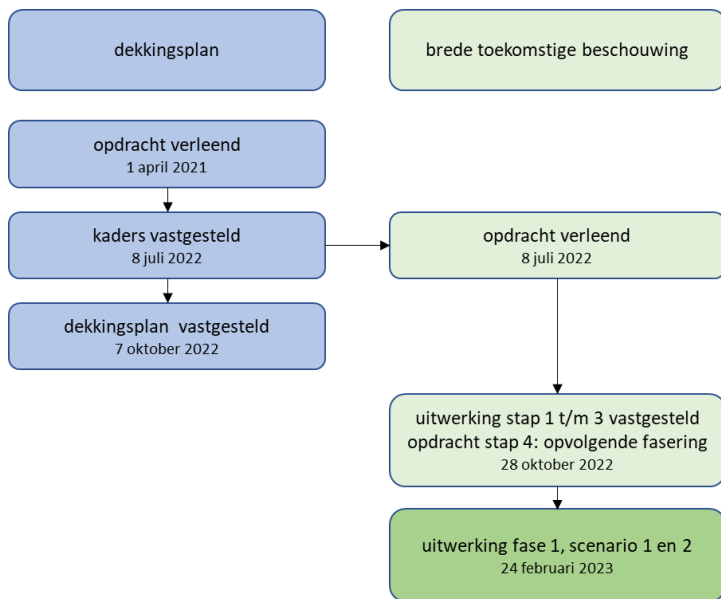 dekkingsplan
brede toekomstige beschouwing
opdracht verleend
1 april 2021
kaders vastgesteld
8 juli 2022
opdracht verleend
8 juli 2022
dekkingsplan vastgesteld
7 oktober 2022
uitwerking stap 1 t/m 3 vastgesteld
opdracht stap 4: opvolgende fasering
28 oktober 2022
uitwerking fase 1, scenario 1 en 2
24 februari 2023